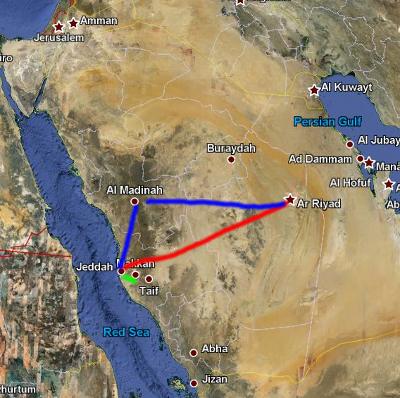 Amman
Jerusalem
Al Kuwayt
Persian Gulf
Al Jubay
Buraydah
Ad Dammam
Mana
Al Hofuf
Al Madinah
Ar Riyad
Ab
Jeddah
Makkah
Taif
Red Sea
Abha
Jizan
hurtum